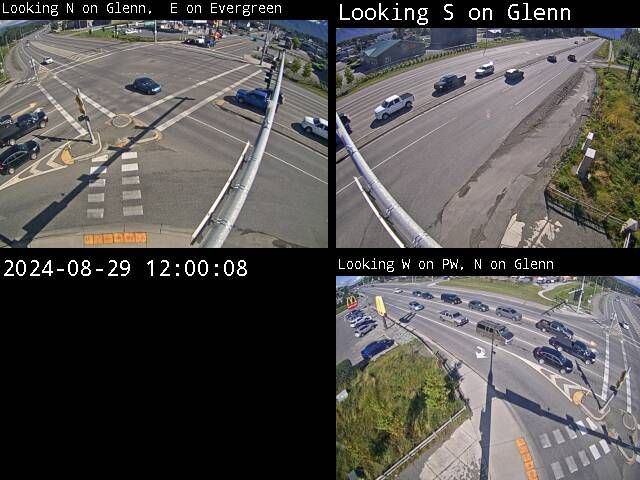 Looking N on Glenn,  E on Evergreen
Looking S on Glenn
2024-08-29 12:00:08
Looking W on PW, N on Glenn